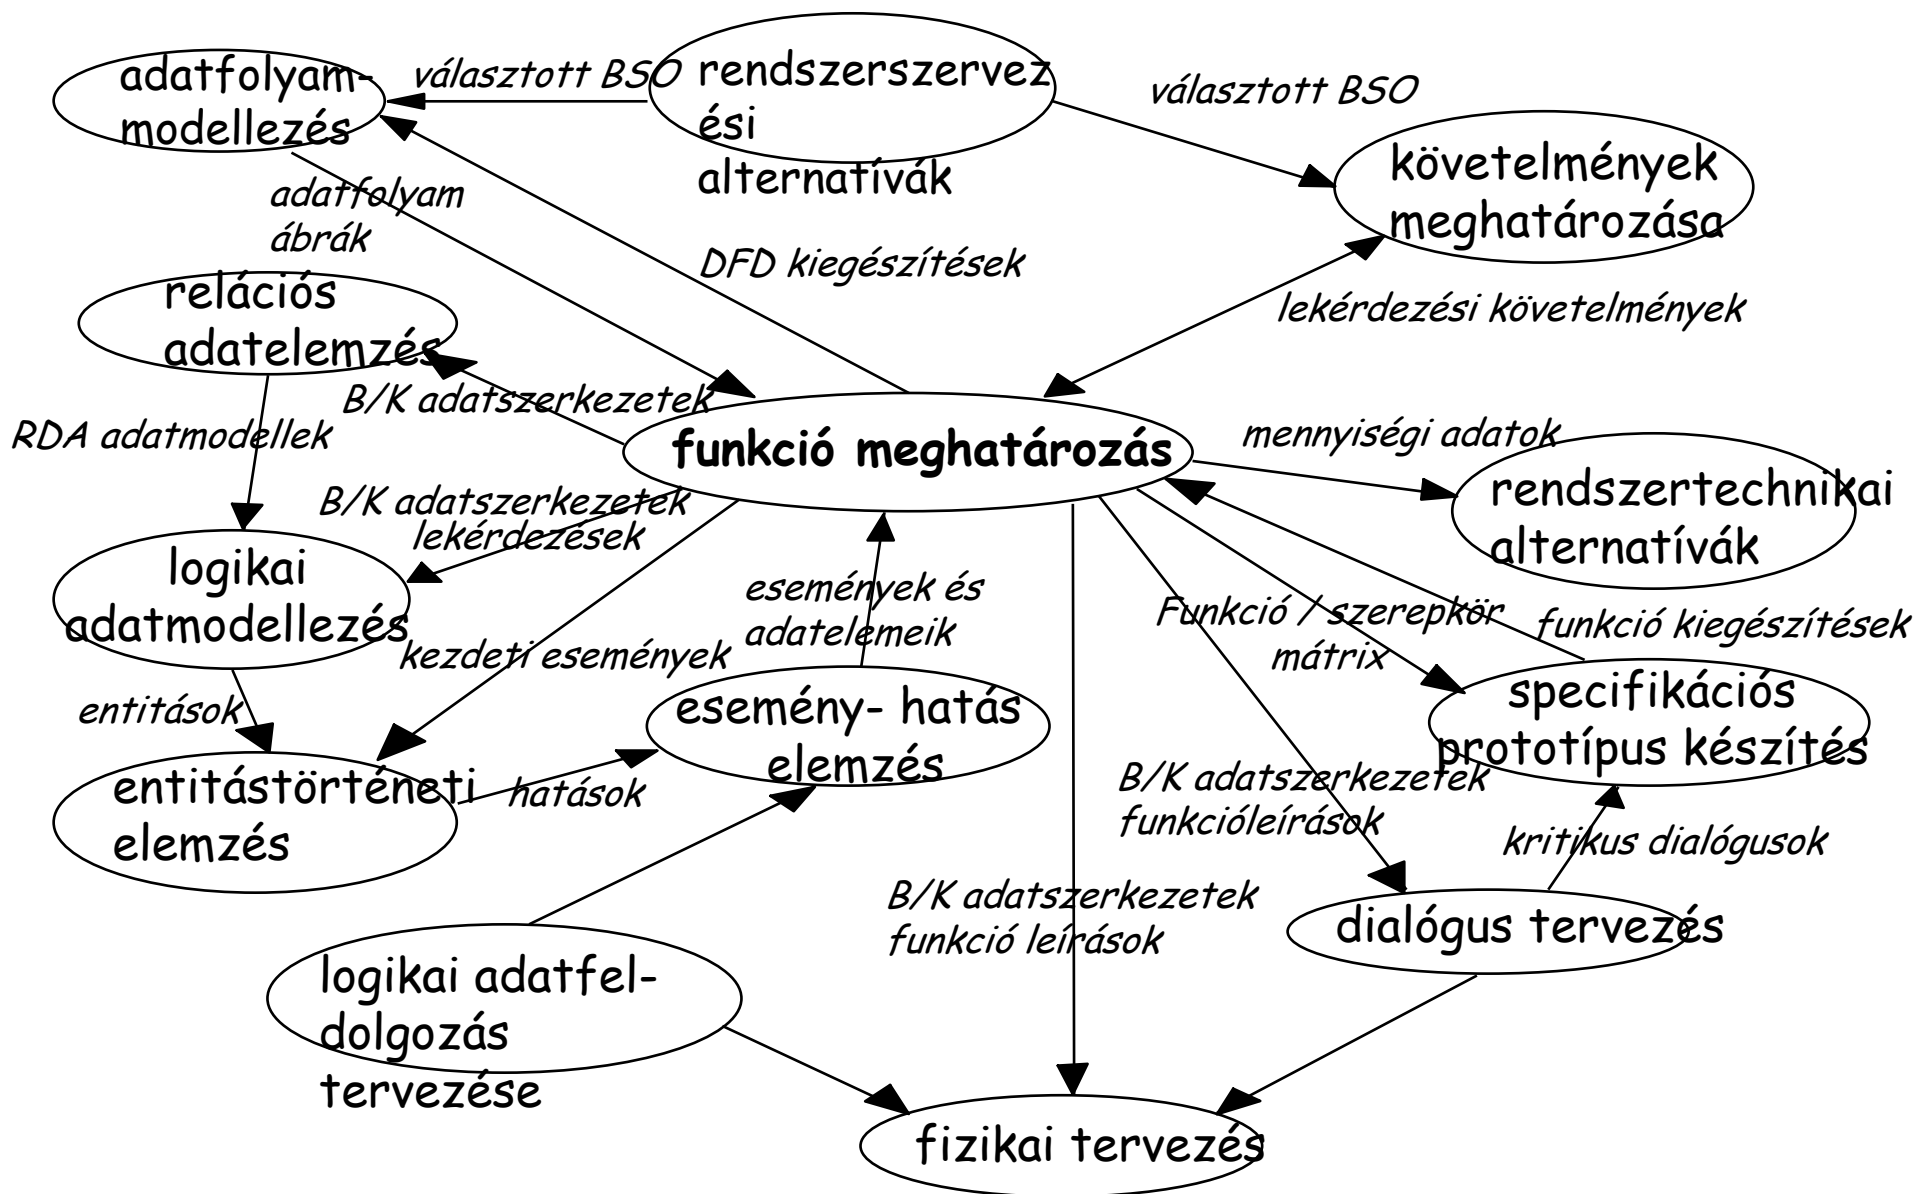 adatfolyam-
modellezés
választott BSO
rendszerszervez
ési
alternatívák
választott BSO
követelmények
meghatározása
adatfolyam
ábrák
DFD kiegészítések
lekérdezési követelmények
relációs
adatelemzés
B/K adatszerkezetek
RDA adatmodellek
funkció meghatározás
mennyiségi adatok
rendszertechnikai
alternatívák
B/K adatszerkezetek
lekérdezések
logikai
adatmodellezés
események és
adatelemeik
Funkció / szerepkör
mátrix
funkció kiegészítések
kezdeti események
entitások
esemény- hatás
elemzés
specifikációs
prototípus készítés
entitástörténeti
elemzés
hatások
B/K adatszerkezetek
funkcióleírások
kritikus dialógusok
B/K adatszerkezetek
funkció leírások
dialógus tervezés
logikai adatfel-
dolgozás
tervezése
fizikai tervezés